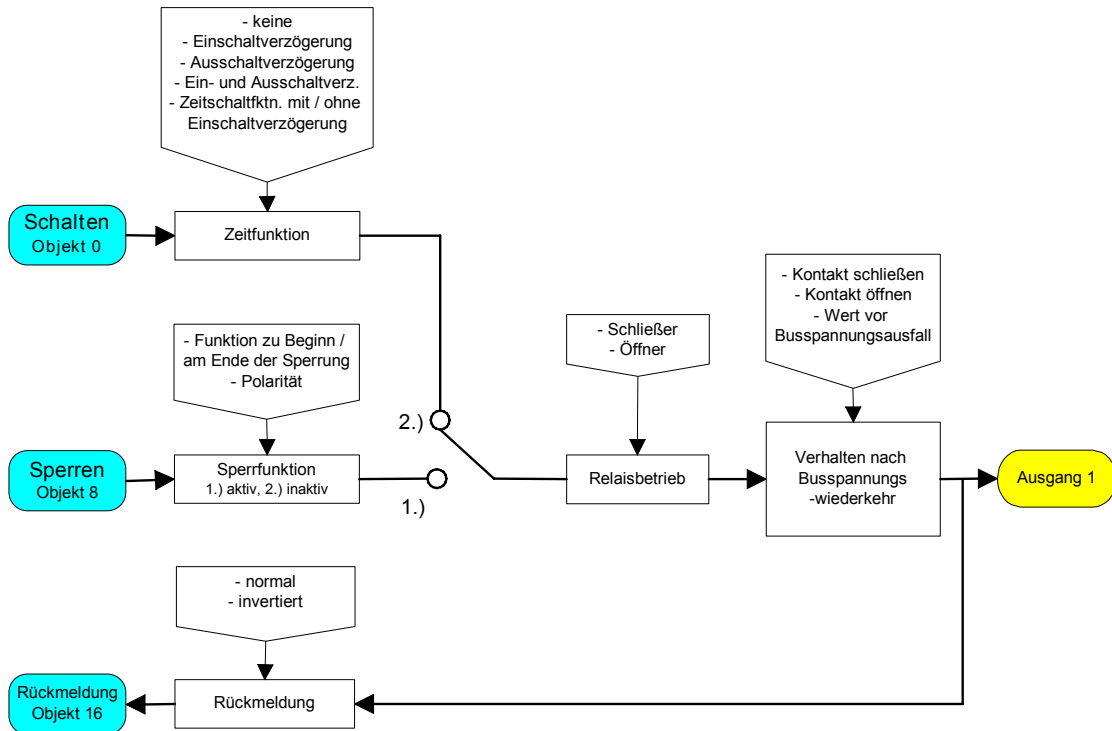 - keine
- Einschaltverzögerung
- Ausschaltverzögerung
- Ein- und Ausschaltverz.
- Zeitschaltfktn. mit / ohne
Einschaltverzögerung
Schalten
Objekt 0
Zeitfunktion
- Kontakt schließen
- Kontakt öffnen
- Wert vor
Busspannungsausfall
- Schließer
- Öffner
- Funktion zu Beginn /
am Ende der Sperrung
- Polarität
2.)
Sperren
Objekt 8
Sperrfunktion
1.) aktiv, 2.) inaktiv
1.)
Relaisbetrieb
Verhalten nach
Busspannungs
-wiederkehr
Ausgang 1
- normal
- invertiert
Rückmeldung
Objekt 16
Rückmeldung